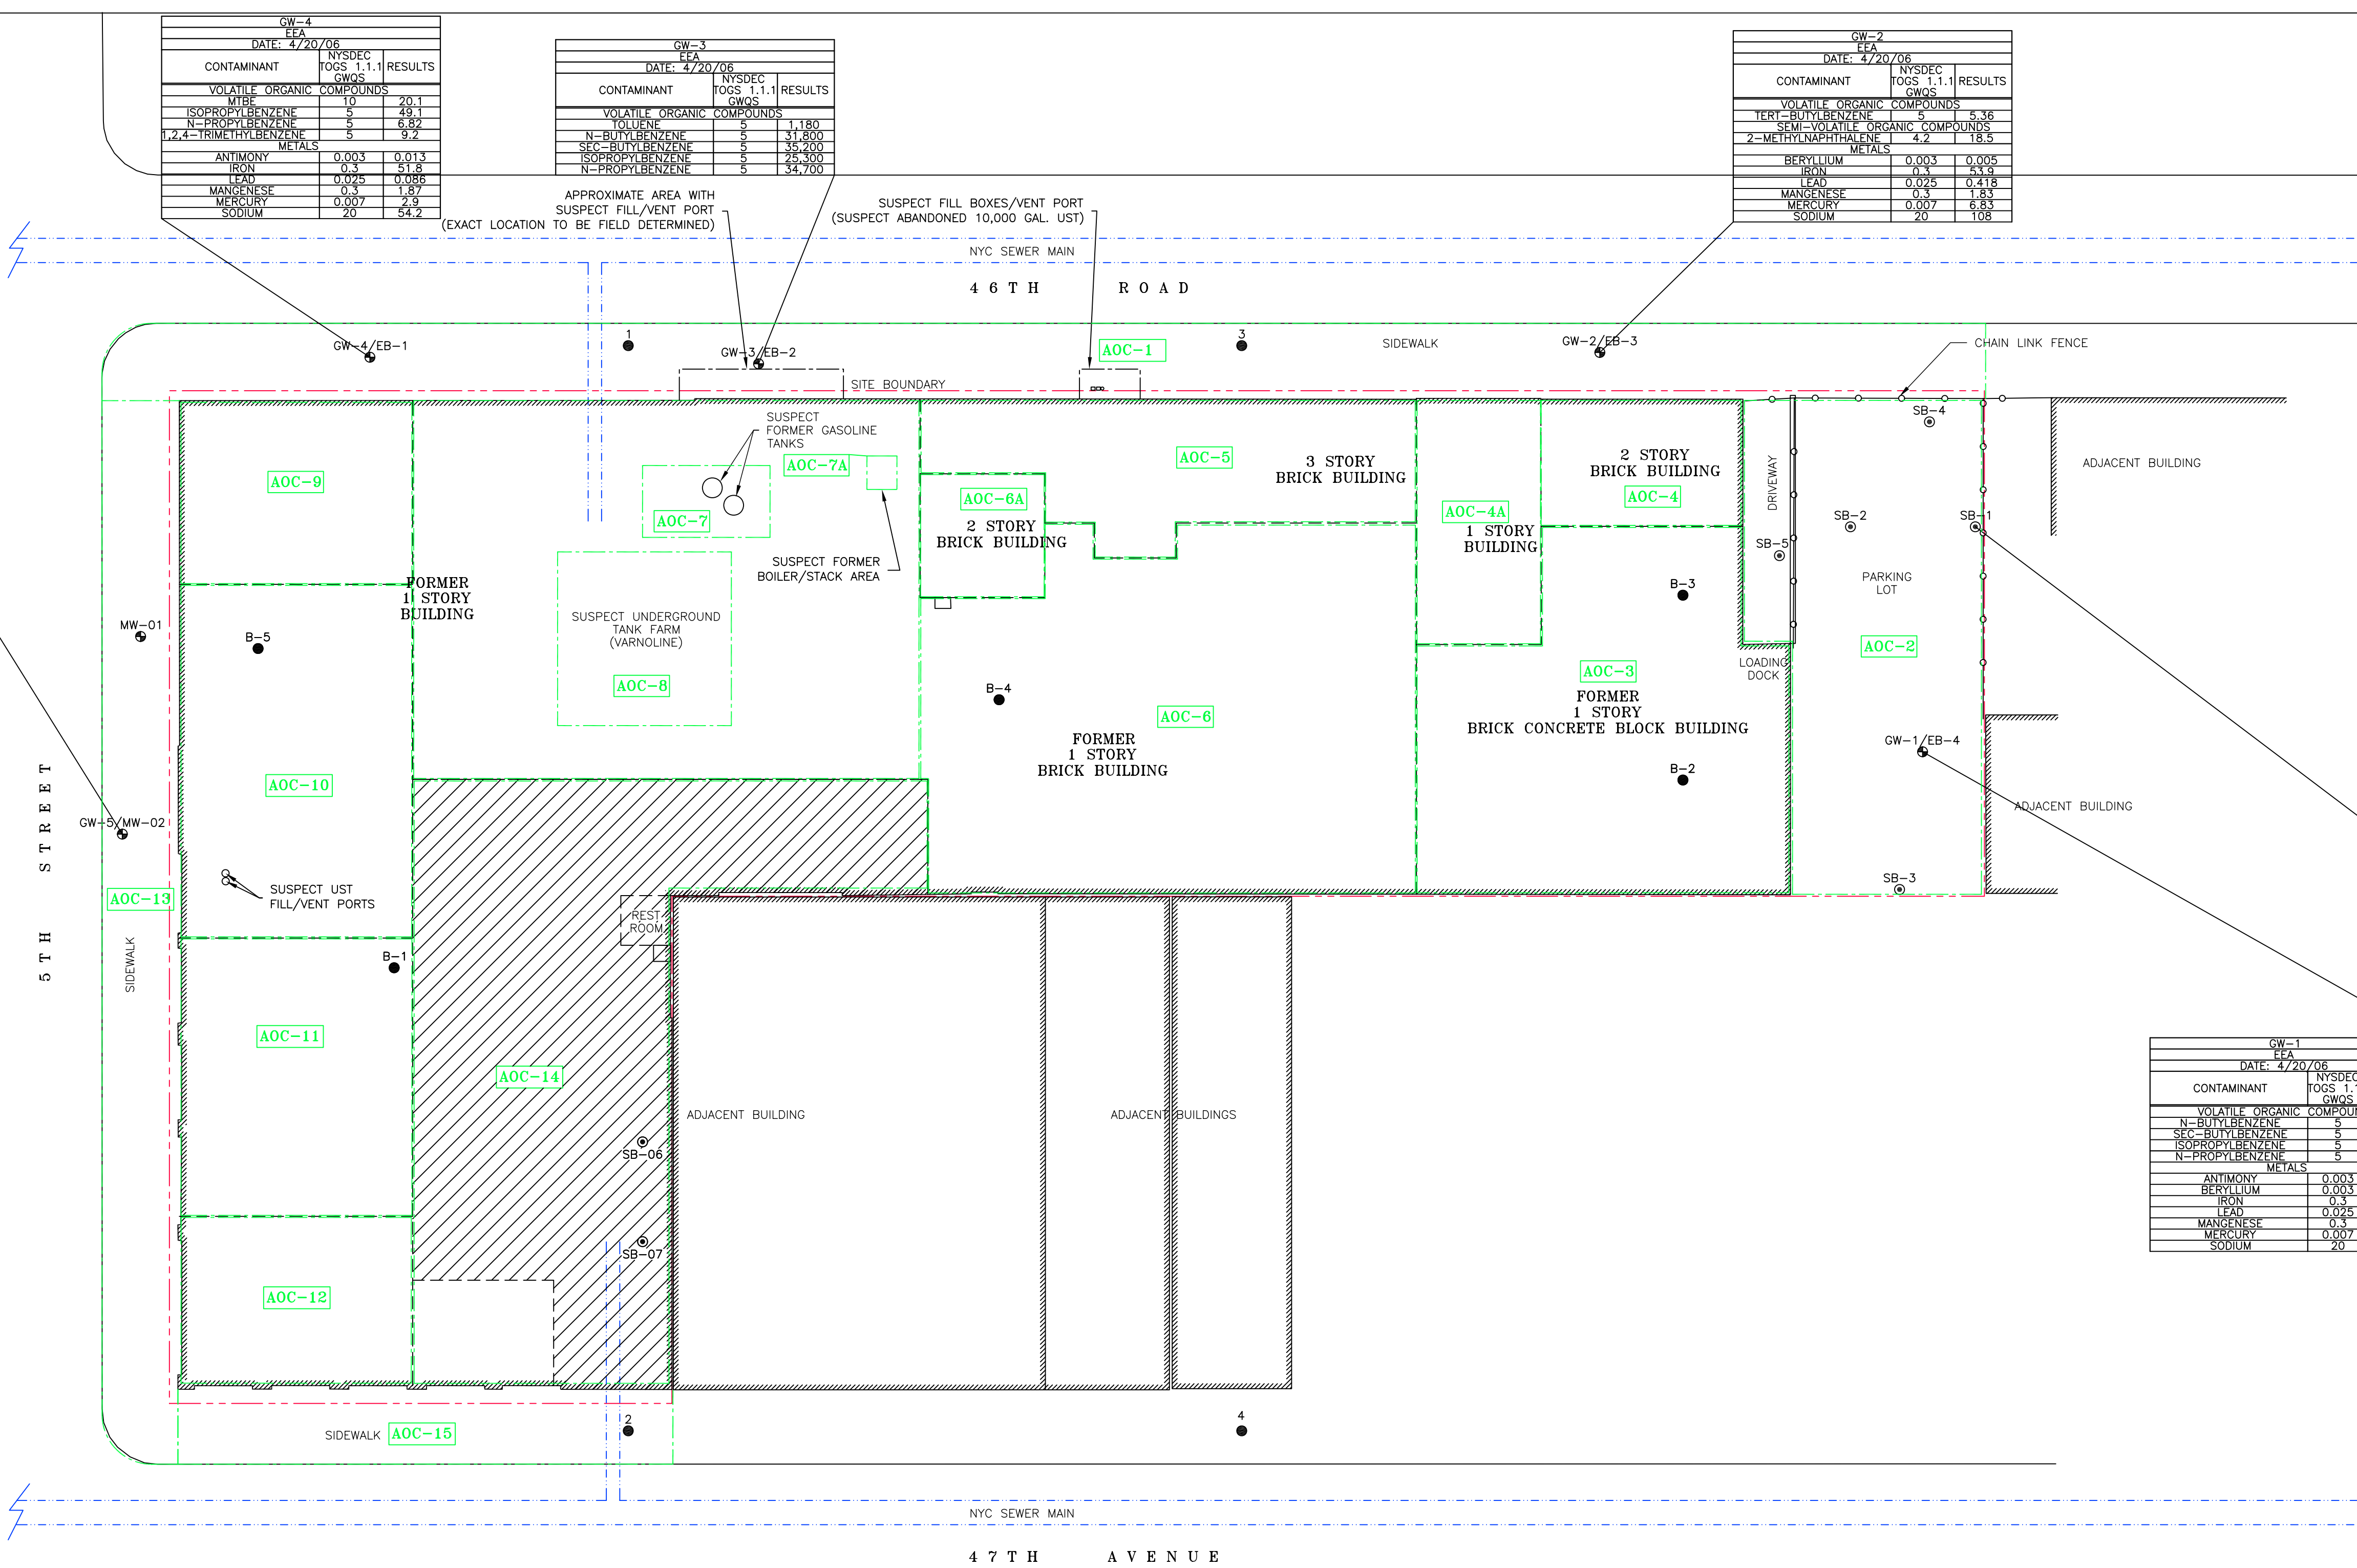 GW-4
EEA
DATE: 4/20/06
CONTAMINANT NYSDEC TOGS 1.1.1 GWQS RESULTS
VOLATILE ORGANIC COMPOUNDS
MTBE 10 20.1
ISOPROPYLBENZENE 5 49.1
N-PROPYLBENZENE 5 6.82
1,2,4-TRIMETHYLBENZENE 5 9.2
METALS
ANTIMONY 0.003 0.013
IRON 0.3 51.8
LEAD 0.025 0.086
MANGENESE 0.3 1.87
MERCURY 0.007 2.9
SODIUM 20 54.2
GW-3
EEA
DATE: 4/20/06
CONTAMINANT NYSDEC TOGS 1.1.1 GWQS RESULTS
VOLATILE ORGANIC COMPOUNDS
TOLUENE 5 1,180
N-BUTYLBENZENE 5 31,800
SEC-BUTYLBENZENE 5 35,200
ISOPROPYLBENZENE 5 25,300
N-PROPYLBENZENE 5 34,700
GW-2
EEA
DATE: 4/20/06
CONTAMINANT NYSDEC TOGS 1.1.1 GWQS RESULTS
VOLATILE ORGANIC COMPOUNDS
TERT-BUTYLBENZENE 5 5.36
SEMI-VOLATILE ORGANIC COMPOUNDS
2-METHYLNAPHTHALENE 4.2 18.5
METALS
BERYLLIUM 0.003 0.005
IRON 0.3 53.9
LEAD 0.025 0.418
MANGENESE 0.3 1.83
MERCURY 0.007 6.83
SODIUM 20 108
APPROXIMATE AREA WITH
SUSPECT FILL/VENT PORT
(EXACT LOCATION TO BE FIELD DETERMINED)
SUSPECT FILL BOXES/VENT PORT
(SUSPECT ABANDONED 10,000 GAL. UST)
NYC SEWER MAIN
46TH ROAD
GW-4/EB-1
1
GW-3/EB-2
AOC-1
3
SIDEWALK
GW-2/EB-3
CHAIN LINK FENCE
SITE BOUNDARY
SUSPECT
FORMER GASOLINE
TANKS
AOC-7A
AOC-7
SUSPECT FORMER
BOILER/STACK AREA
AOC-9
FORMER
1 STORY
BUILDING
SUSPECT UNDERGROUND
TANK FARM
(VARNOLINE)
AOC-8
AOC-6A
2 STORY
BRICK BUILDING
AOC-5
3 STORY
BRICK BUILDING
AOC-4A
1 STORY
BUILDING
2 STORY
BRICK BUILDING
AOC-4
DRIVEWAY
SB-4
SB-2
SB-1
SB-5
ADJACENT BUILDING
PARKING
LOT
AOC-2
B-3
MW-01
B-5
B-4
AOC-6
AOC-3
LOADING
DOCK
FORMER
1 STORY
BRICK CONCRETE BLOCK BUILDING
FORMER
1 STORY
BRICK BUILDING
B-2
GW-1/EB-4
ADJACENT BUILDING
AOC-10
5TH STREET
GW-5/MW-02
SUSPECT UST
FILL/VENT PORTS
AOC-13
SIDEWALK
SB-3
REST
ROOM
B-1
AOC-11
AOC-14
ADJACENT BUILDING
ADJACENT BUILDINGS
SB-06
SB-07
AOC-12
GW-1
EEA
DATE: 4/20/06
CONTAMINANT NYSDEC TOGS 1.1 GWQS
VOLATILE ORGANIC COMPOUN
N-BUTYLBENZENE 5
SEC-BUTYLBENZENE 5
ISOPROPYLBENZENE 5
N-PROPYLBENZENE 5
METALS
ANTIMONY 0.003
BERYLLIUM 0.003
IRON 0.3
LEAD 0.025
MANGENESE 0.3
MERCURY 0.007
SODIUM 20
SIDEWALK
AOC-15
2
4
NYC SEWER MAIN
47TH AVENUE